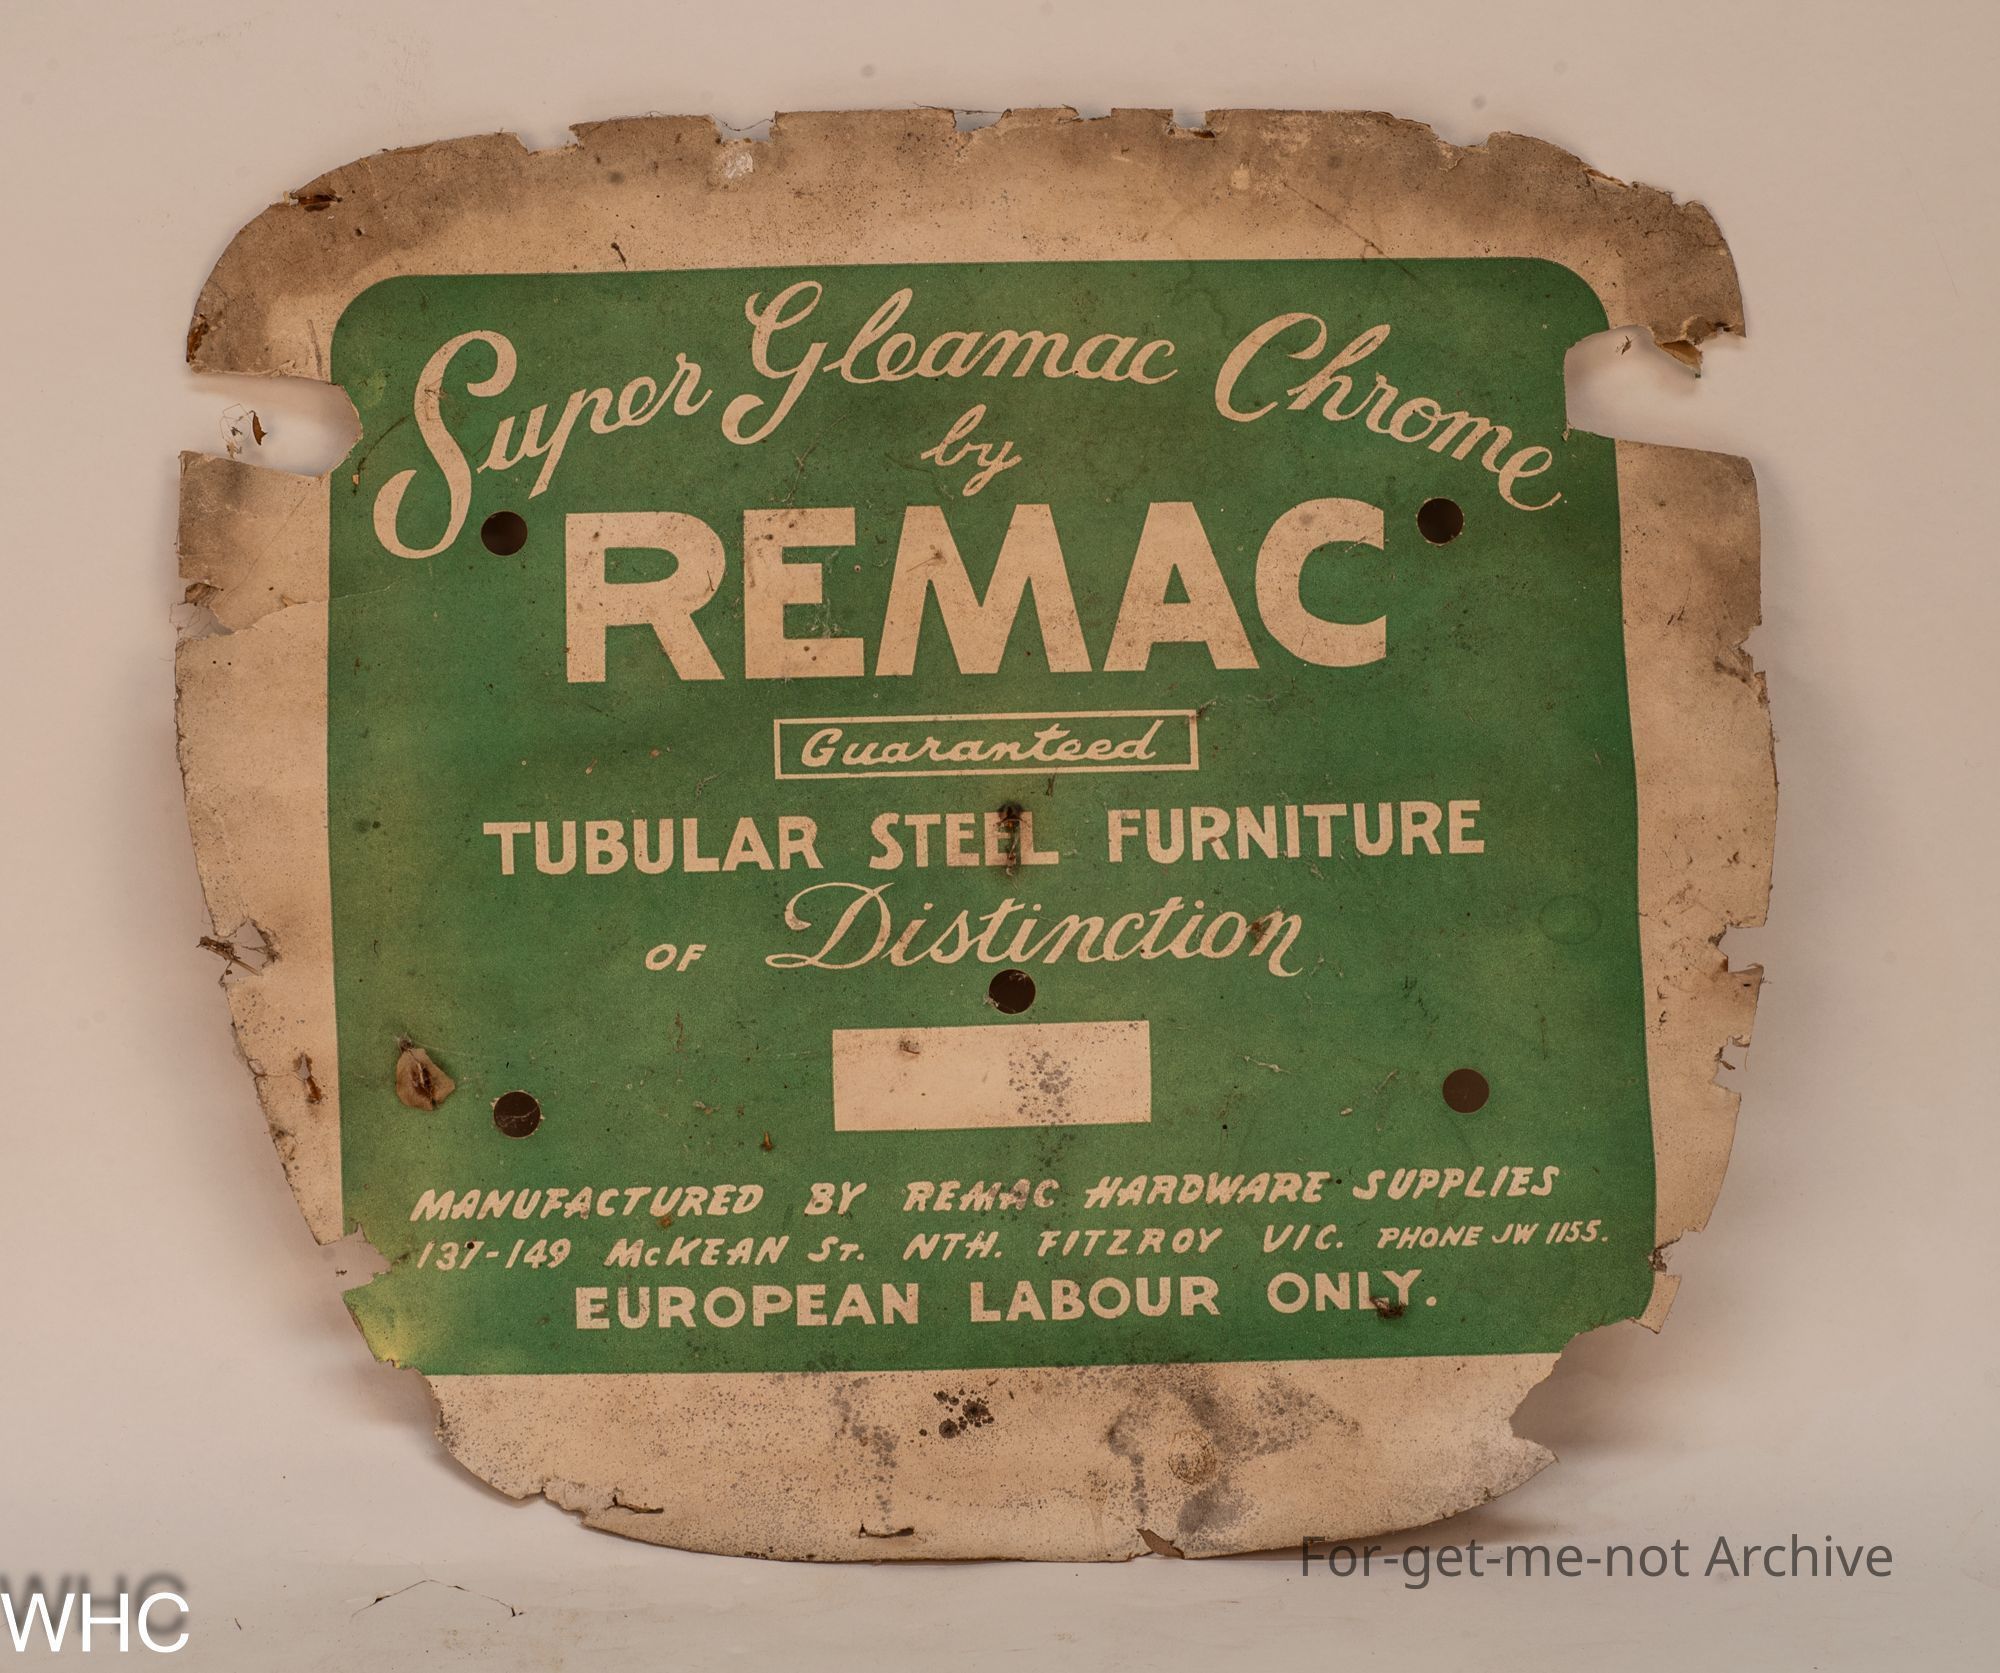 Super Gleamac Chrome
by
REMAC
Guaranteed
TUBULAR STEEL FURNITURE
OF Distinction
MANUFACTURED BY REMAC HARDWARE SUPPLIES
137-149 McKEAN ST. NTH. FITZROY VIC. PHONE JW 1155.
EUROPEAN LABOUR ONLY.
For-get-me-not Archive
WHC